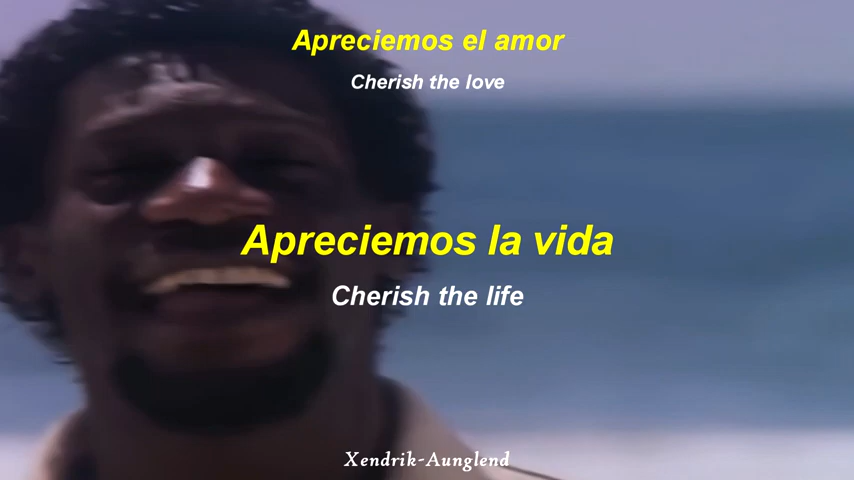 Apreciemos el amor
Cherish the love
Apreciemos la vida
Cherish the life
Xendrik-Aunglend